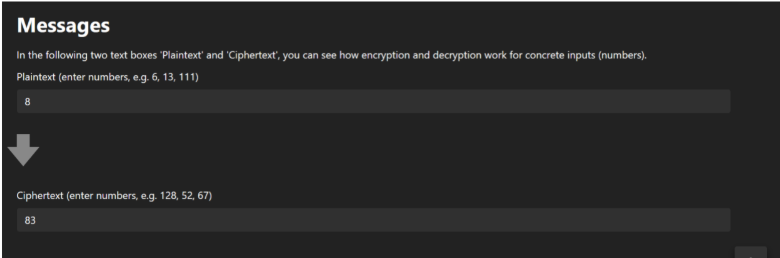 Messages
In the following two text boxes 'Plaintext' and 'Ciphertext', you can see how encryption and decryption work for concrete inputs (numbers).
Plaintext (enter numbers, e.g. 6, 13, 111)
8
Ciphertext (enter numbers, e.g. 128, 52, 67)
83